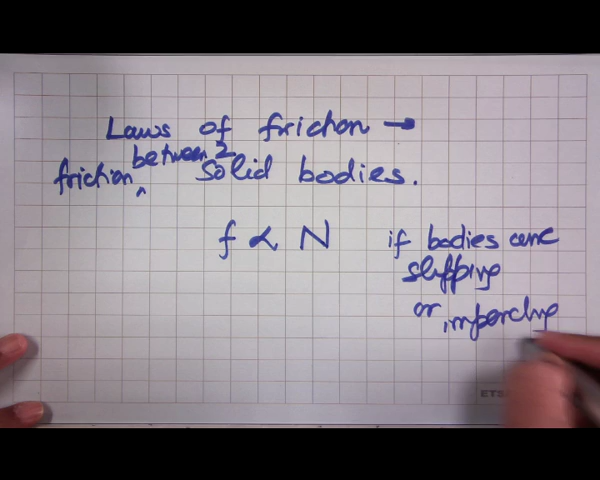 Laws of friction →
friction ^ between 2 solid bodies.
f ∝ N if bodies are
slipping
or impending